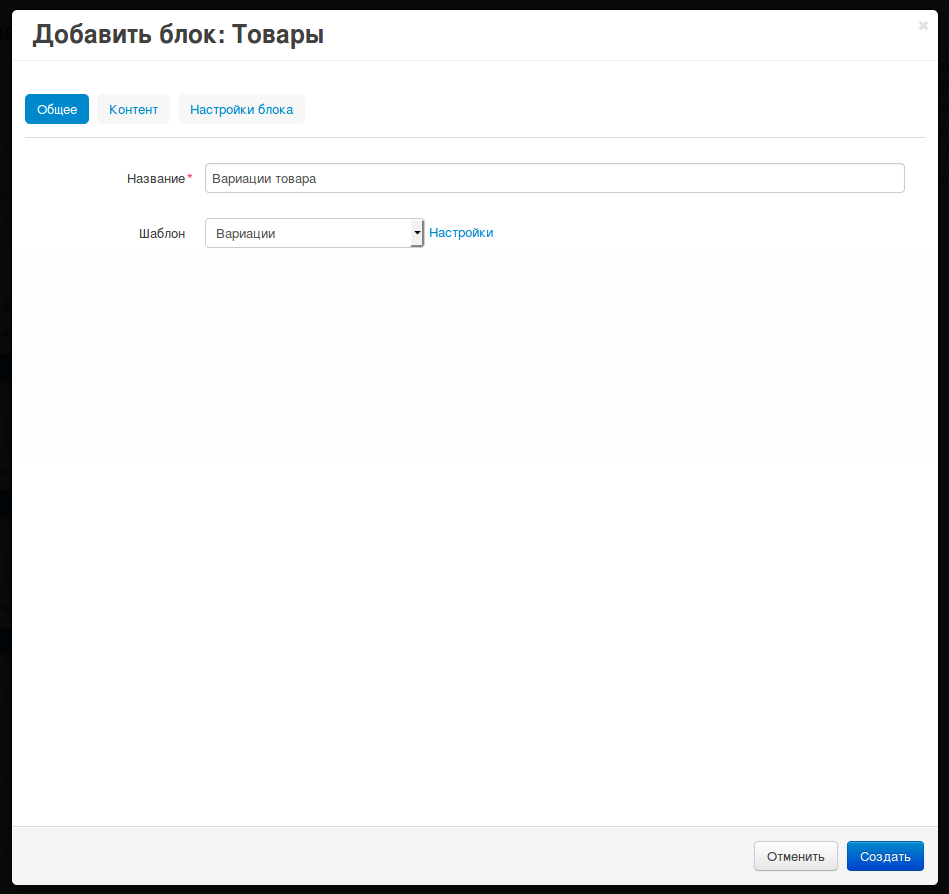 Добавить блок: Товары
Общее Контент Настройки блока
Название* Вариации товара
Шаблон Вариации Настройки
Отменить Создать